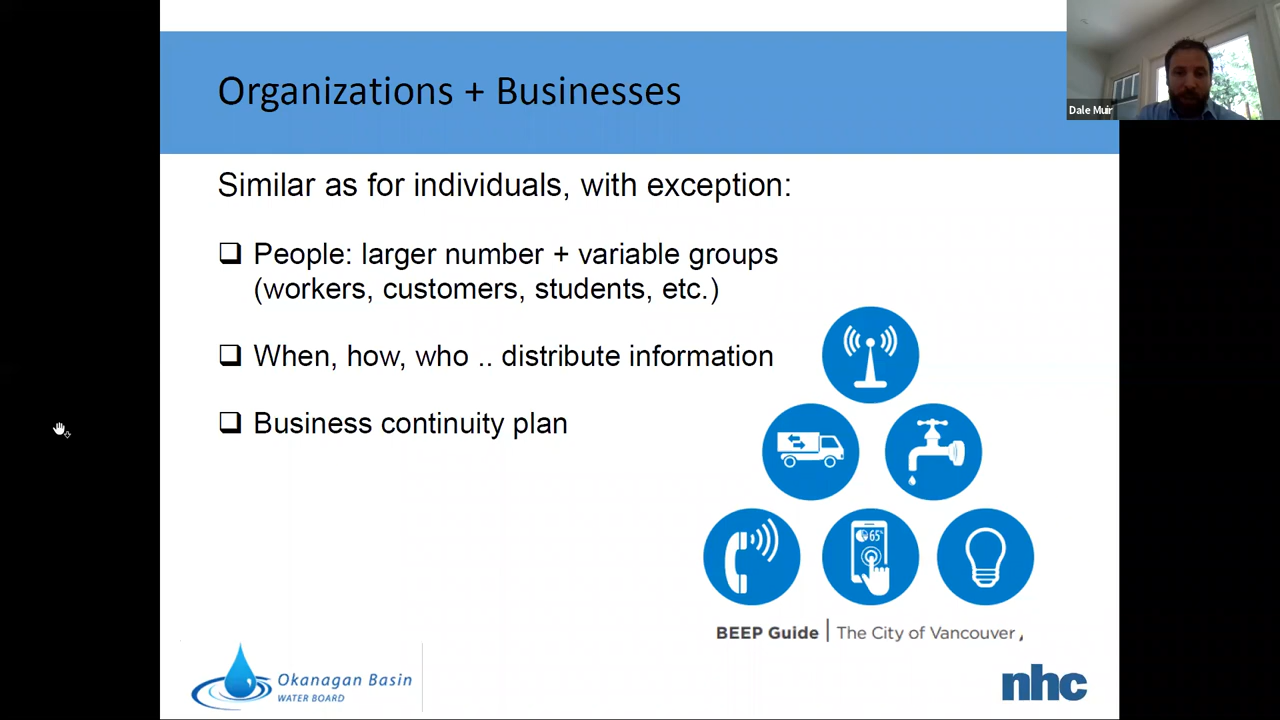 Organizations + Businesses
Dale Muir
Similar as for individuals, with exception:
People: larger number + variable groups
(workers, customers, students, etc.)
When, how, who .. distribute information
Business continuity plan
65°
BEEP Guide | The City of Vancouver
Okanagan Basin
WATER BOARD
nhc